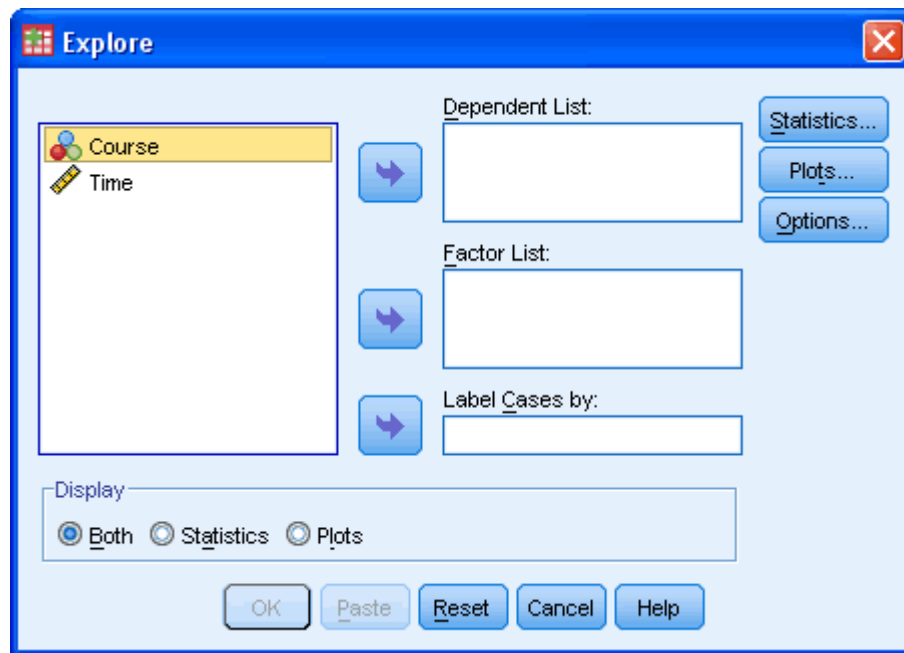 Explore
Course
Time
Dependent List:
Statistics...
Plots...
Options...
Factor List:
Label Cases by:
Display
Both Statistics Plots
OK Paste Reset Cancel Help